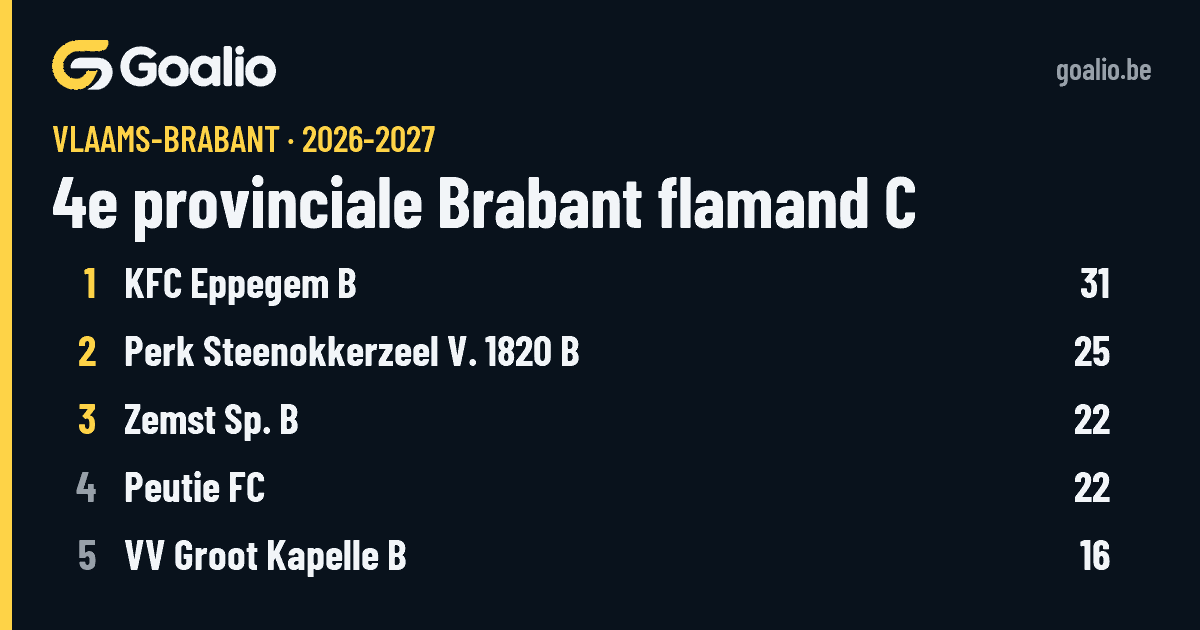 Goalio
goalio.be
VLAAMS-BRABANT · 2026-2027
4e provinciale Brabant flamand C
1 KFC Eppegem B 31
2 Perk Steenokkerzeel V. 1820 B 25
3 Zemst Sp. B 22
4 Peutie FC 22
5 VV Groot Kapelle B 16